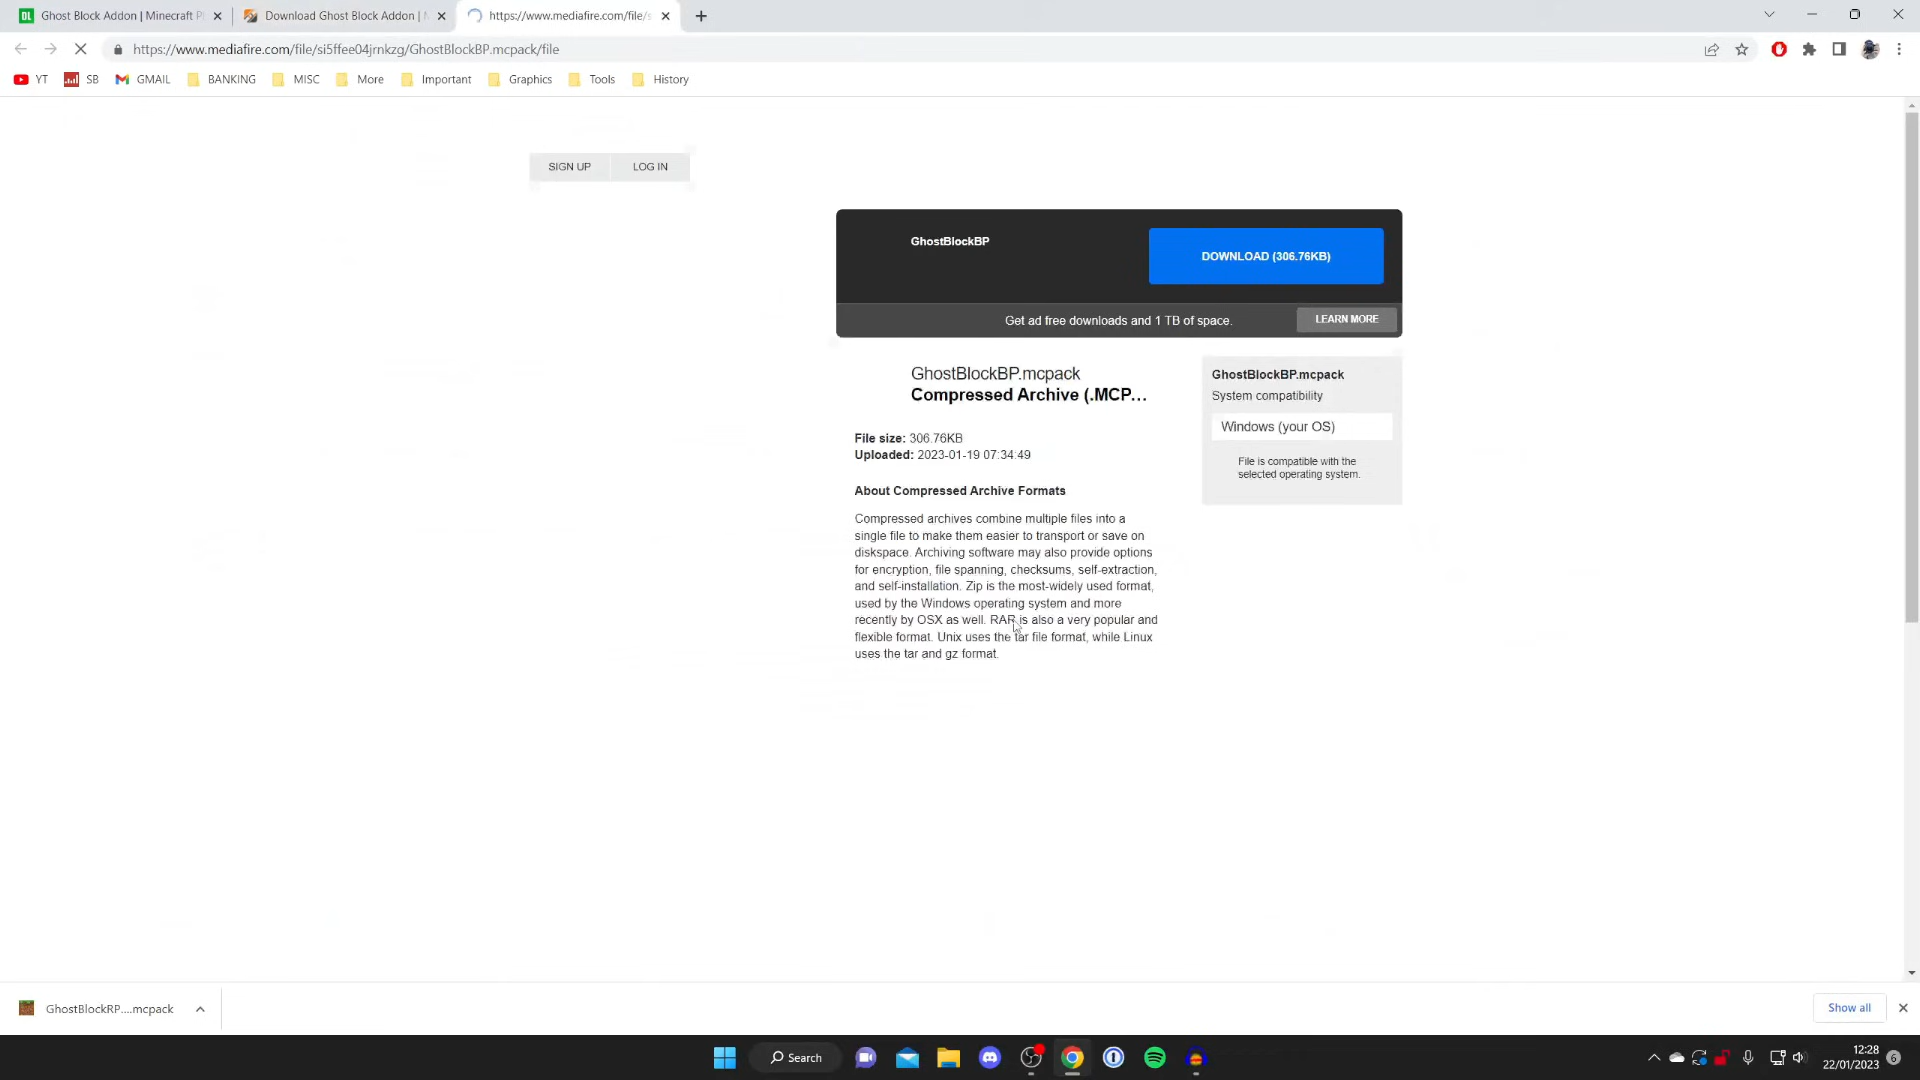 Ghost Block Addon | Minecraft Pl
Download Ghost Block Addon | M
https://www.mediafire.com/file/s
https://www.mediafire.com/file/si5ffee04jrnkzg/GhostBlockBP.mcpack/file
YT
SB
GMAIL
BANKING
MISC
More
Important
Graphics
Tools
History
SIGN UP
LOG IN
GhostBlockBP
DOWNLOAD (306.76KB)
Get ad free downloads and 1 TB of space.
LEARN MORE
GhostBlockBP.mcpack
Compressed Archive (.MCP...
File size: 306.76KB
Uploaded: 2023-01-19 07:34:49
About Compressed Archive Formats
Compressed archives combine multiple files into a
single file to make them easier to transport or save on
diskspace. Archiving software may also provide options
for encryption, file spanning, checksums, self-extraction,
and self-installation. Zip is the most-widely used format,
used by the Windows operating system and more
recently by OSX as well. RAR is also a very popular and
flexible format. Unix uses the tar file format, while Linux
uses the tar and gz format.
GhostBlockBP.mcpack
System compatibility
Windows (your OS)
File is compatible with the
selected operating system.
GhostBlockRP....mcpack
Show all
Search
12:28
22/01/2023
6